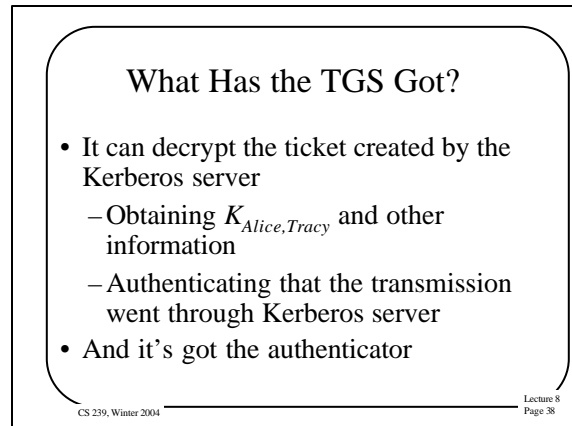 What Has the TGS Got?
• It can decrypt the ticket created by the
Kerberos server
–Obtaining K_Alice,Tracy and other
information
–Authenticating that the transmission
went through Kerberos server
• And it's got the authenticator
CS 239, Winter 2004
Lecture 8
Page 38